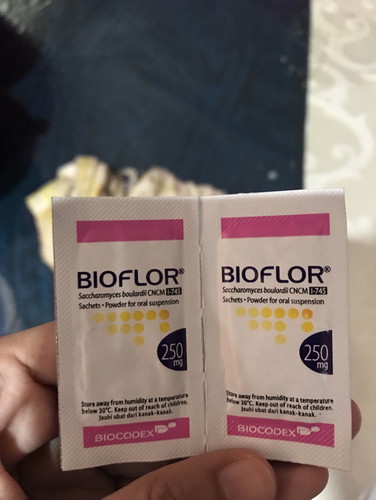 BIOFLOR®
Saccharomyces boulardii CNCM I-745
Sachets • Powder for oral suspension
250
mg
Store away from humidity at a temperature
below 30°C. Keep out of reach of children.
Jauhi ubat dari kanak-kanak.
BIOCODEX
BIOFLOR®
Saccharomyces boulardii CNCM I-745
Sachets • Powder for oral suspension
250
mg
Store away from humidity at a temperature
below 30°C. Keep out of reach of children.
Jauhi ubat dari kanak-kanak.
BIOCODEX